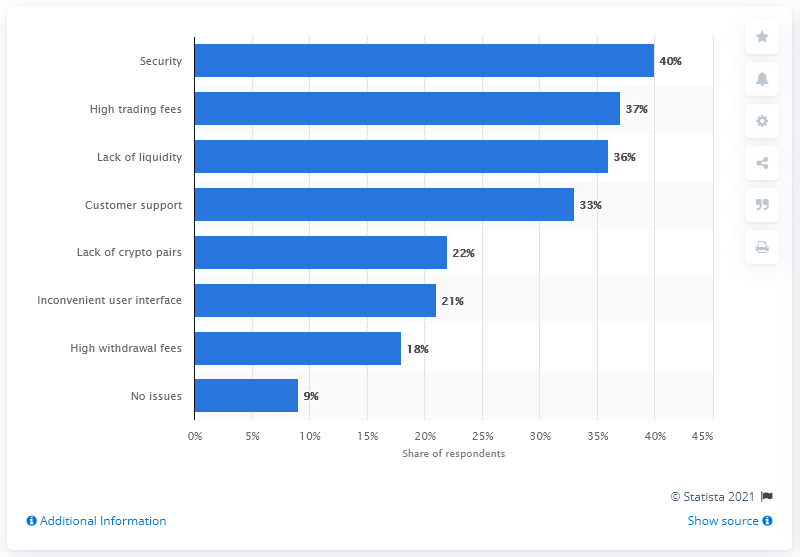 Security 40%
High trading fees 37%
Lack of liquidity 36%
Customer support 33%
Lack of crypto pairs 22%
Inconvenient user interface 21%
High withdrawal fees 18%
No issues 9%
0% 5% 10% 15% 20% 25% 30% 35% 40% 45%
Share of respondents
© Statista 2021
Additional Information Show source